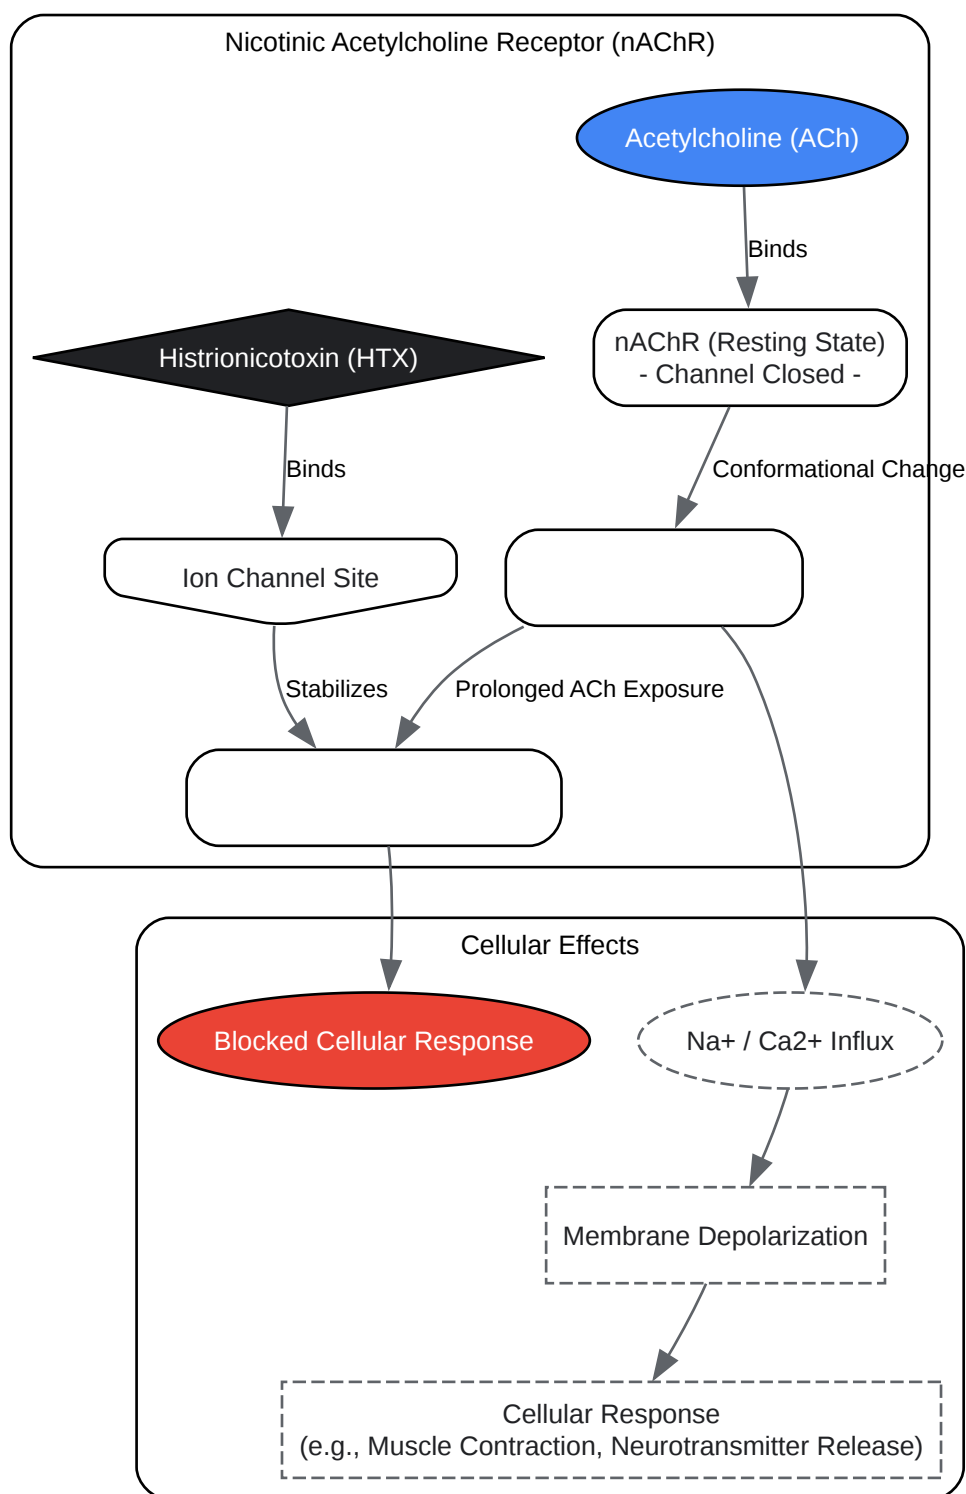 Nicotinic Acetylcholine Receptor (nAChR)
Acetylcholine (ACh)
Binds
Histrionicotoxin (HTX)
nAChR (Resting State)
- Channel Closed -
Binds
Conformational Change
Ion Channel Site
Stabilizes
Prolonged ACh Exposure
Cellular Effects
Blocked Cellular Response
Na+ / Ca2+ Influx
Membrane Depolarization
Cellular Response
(e.g., Muscle Contraction, Neurotransmitter Release)